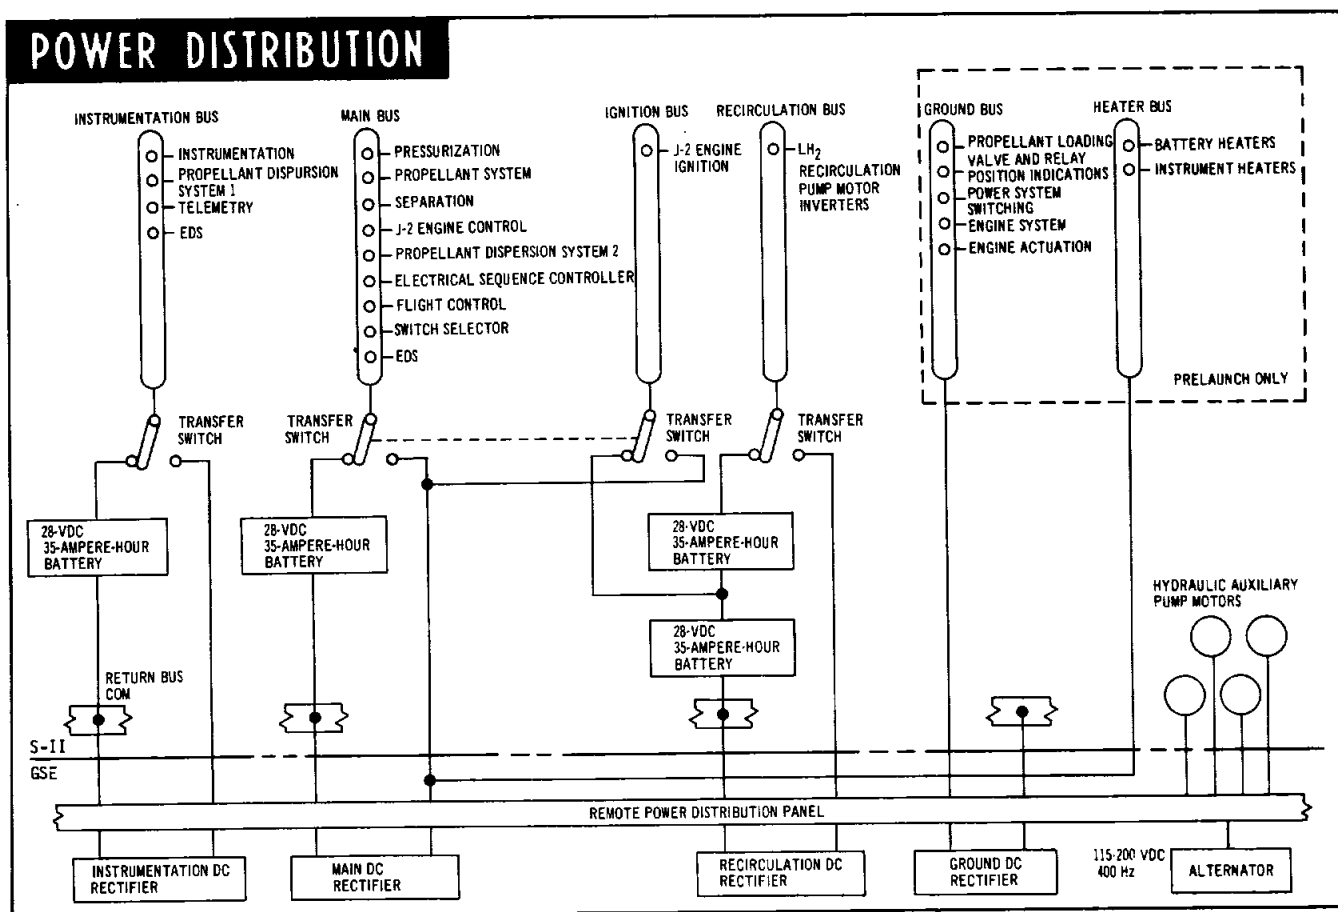 POWER DISTRIBUTION
INSTRUMENTATION BUS
INSTRUMENTATION
PROPELLANT DISPURSION
SYSTEM 1
TELEMETRY
EDS
MAIN BUS
PRESSURIZATION
PROPELLANT SYSTEM
SEPARATION
J-2 ENGINE CONTROL
PROPELLANT DISPERSION SYSTEM 2
ELECTRICAL SEQUENCE CONTROLLER
FLIGHT CONTROL
SWITCH SELECTOR
EDS
IGNITION BUS
J-2 ENGINE
IGNITION
RECIRCULATION BUS
LH2
RECIRCULATION
PUMP MOTOR
INVERTERS
GROUND BUS
PROPELLANT LOADING
VALVE AND RELAY
POSITION INDICATIONS
POWER SYSTEM
SWITCHING
ENGINE SYSTEM
ENGINE ACTUATION
HEATER BUS
BATTERY HEATERS
INSTRUMENT HEATERS
PRELAUNCH ONLY
TRANSFER
SWITCH
TRANSFER
SWITCH
TRANSFER
SWITCH
TRANSFER
SWITCH
28-VDC
35-AMPERE-HOUR
BATTERY
28-VDC
35-AMPERE-HOUR
BATTERY
28-VDC
35-AMPERE-HOUR
BATTERY
28-VDC
35-AMPERE-HOUR
BATTERY
HYDRAULIC AUXILIARY
PUMP MOTORS
RETURN BUS
COM
S-II
GSE
REMOTE POWER DISTRIBUTION PANEL
INSTRUMENTATION DC
RECTIFIER
MAIN DC
RECTIFIER
RECIRCULATION DC
RECTIFIER
GROUND DC
RECTIFIER
115-200 VDC
400 Hz
ALTERNATOR